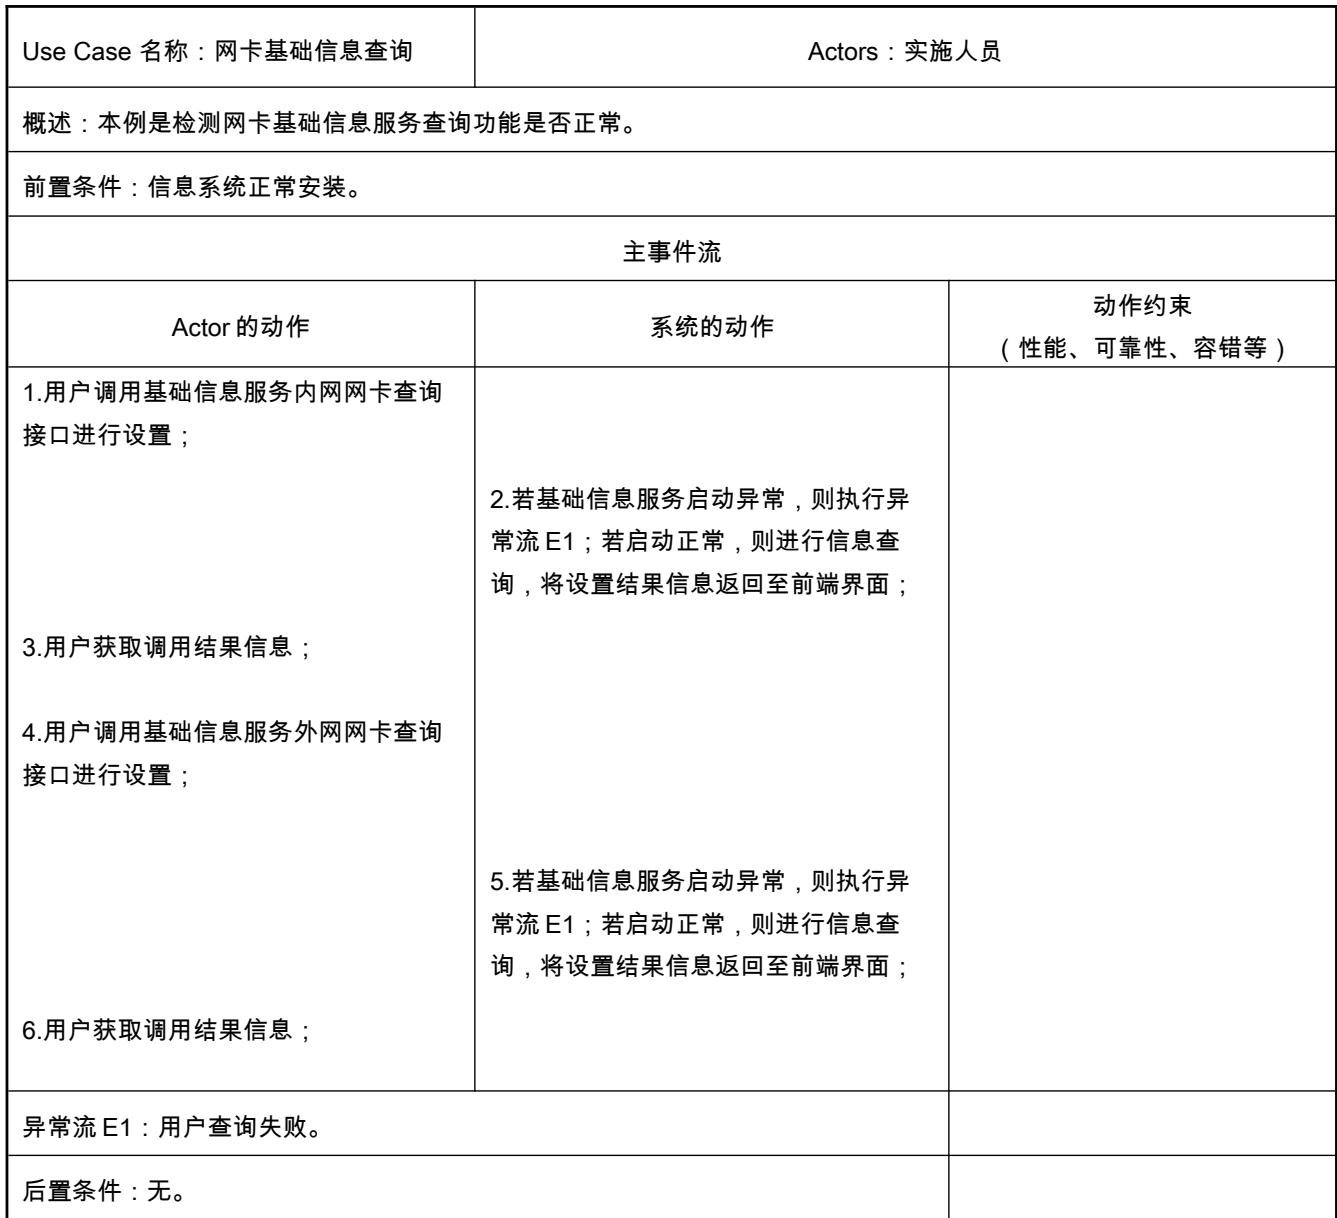 Use Case 名称：网卡基础信息查询
Actors：实施人员
概述：本例是检测网卡基础信息服务查询功能是否正常。
前置条件：信息系统正常安装。
主事件流
Actor 的动作
系统的动作
动作约束
（性能、可靠性、容错等）
1.用户调用基础信息服务内网网卡查询
接口进行设置；
2.若基础信息服务启动异常，则执行异
常流 E1；若启动正常，则进行信息查
询，将设置结果信息返回至前端界面；
3.用户获取调用结果信息；
4.用户调用基础信息服务外网网卡查询
接口进行设置；
5.若基础信息服务启动异常，则执行异
常流 E1；若启动正常，则进行信息查
询，将设置结果信息返回至前端界面；
6.用户获取调用结果信息；
异常流 E1：用户查询失败。
后置条件：无。